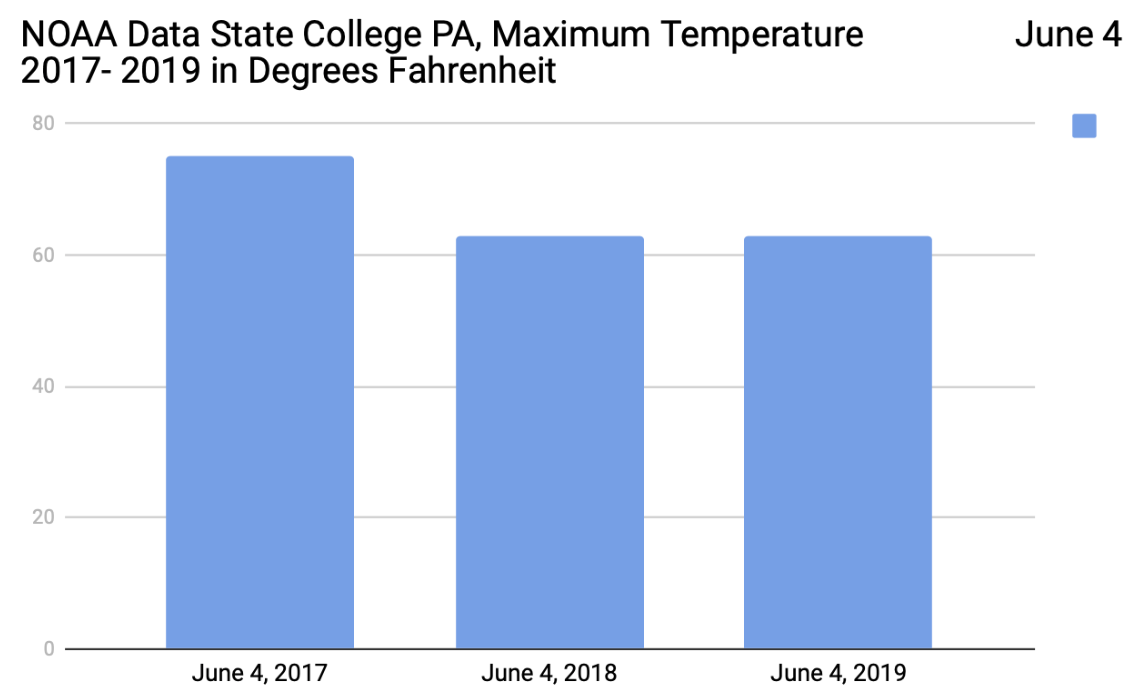 NOAA Data State College PA, Maximum Temperature June 4
2017- 2019 in Degrees Fahrenheit
80
60
40
20
0
June 4, 2017 June 4, 2018 June 4, 2019